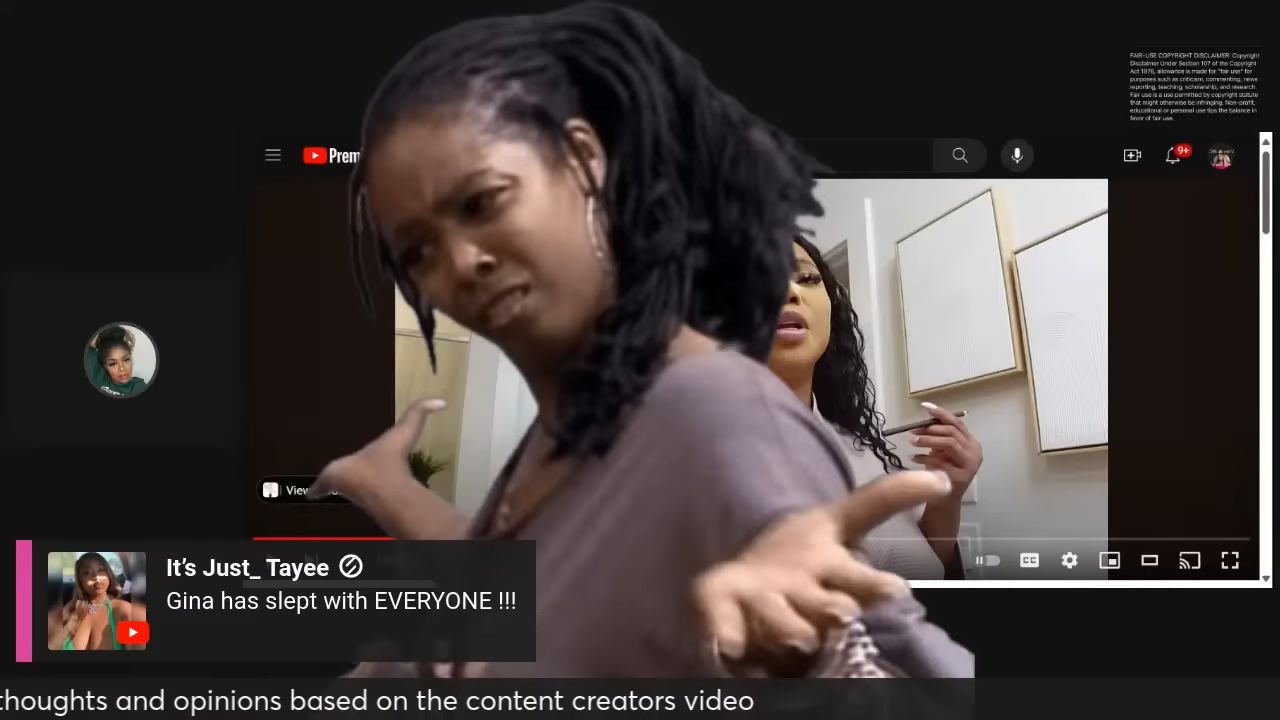 FAIR-USE COPYRIGHT DISCLAIMER: Copyright
Disclaimer Under Section 107 of the Copyright
Act 1976, allowance is made for "fair use" for
purposes such as criticism, commenting, news
reporting, teaching, scholarship, and research.
Fair use is a use permitted by copyright statute
that might otherwise be infringing. Non-profit,
educational or personal use tips the balance in
favor of fair use.
Prem
9+
View
CC
It's Just_ Tayee
Gina has slept with EVERYONE !!!
thoughts and opinions based on the content creators video